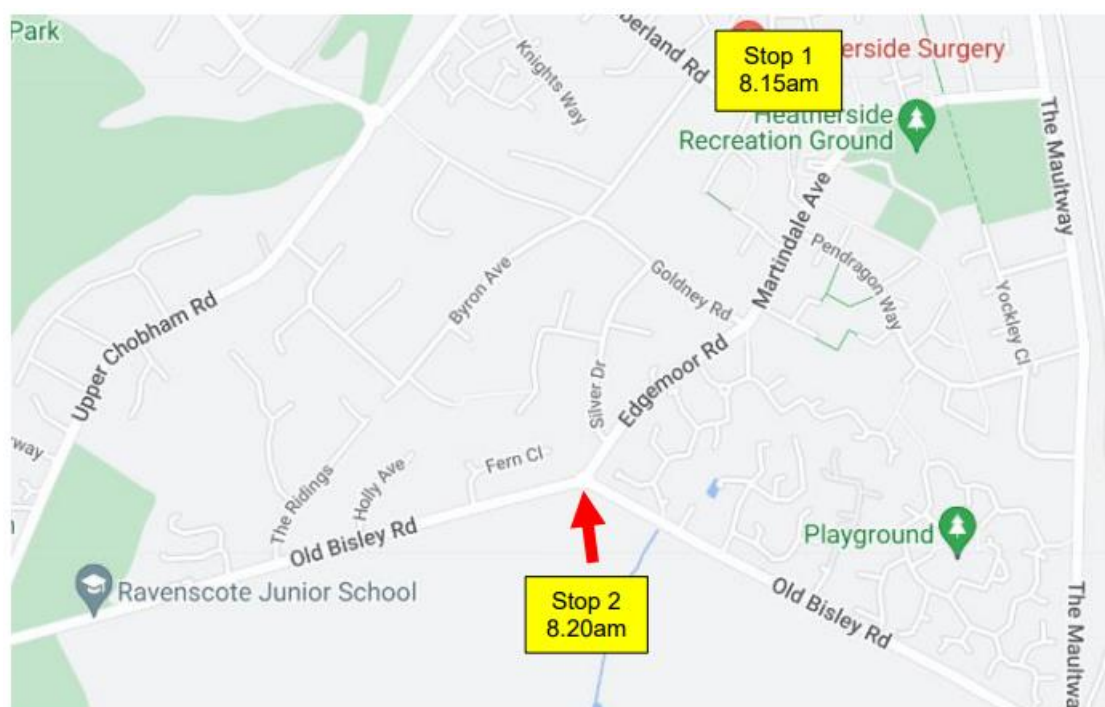 Park
berland Rd
Knights Way
Stop 1
8.15am
erside Surgery
Heatherside
Recreation Ground
The Maultway
Martindale Ave
Pendragon Way
Goldney Rd
Byron Ave
Yockley Cl
Upper Chobham Rd
Edgemoor Rd
Silver Dr
way
Fern Cl
The Ridings
Holly Ave
Old Bisley Rd
Playground
Ravenscote Junior School
Stop 2
8.20am
Old Bisley Rd
The Maultwa